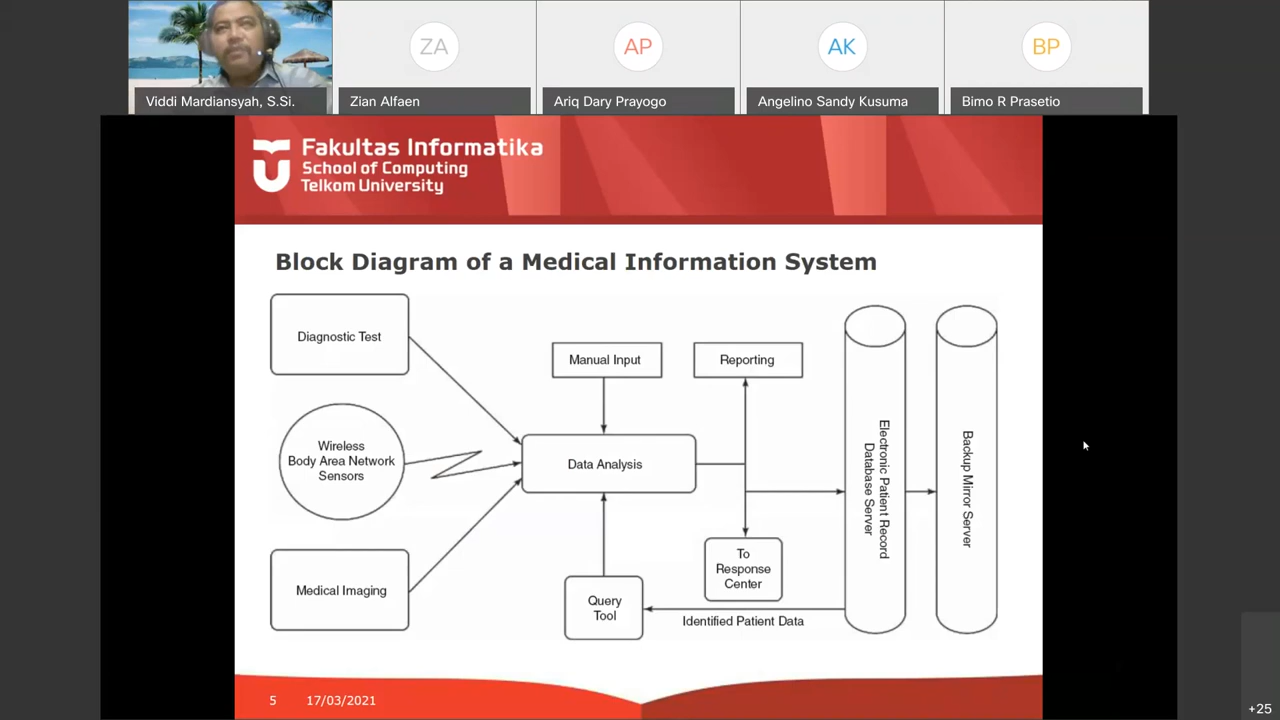 ZA
AP
AK
BP
Viddi Mardiansyah, S.Si.
Zian Alfaen
Ariq Dary Prayogo
Angelino Sandy Kusuma
Bimo R Prasetio
Fakultas Informatika
School of Computing
Telkom University
Block Diagram of a Medical Information System
Diagnostic Test
Manual Input
Reporting
Wireless
Body Area Network
Sensors
Data Analysis
Electronic Patient Record
Database Server
Backup Mirror Server
To
Response
Center
Medical Imaging
Query
Tool
Identified Patient Data
5
17/03/2021
+25